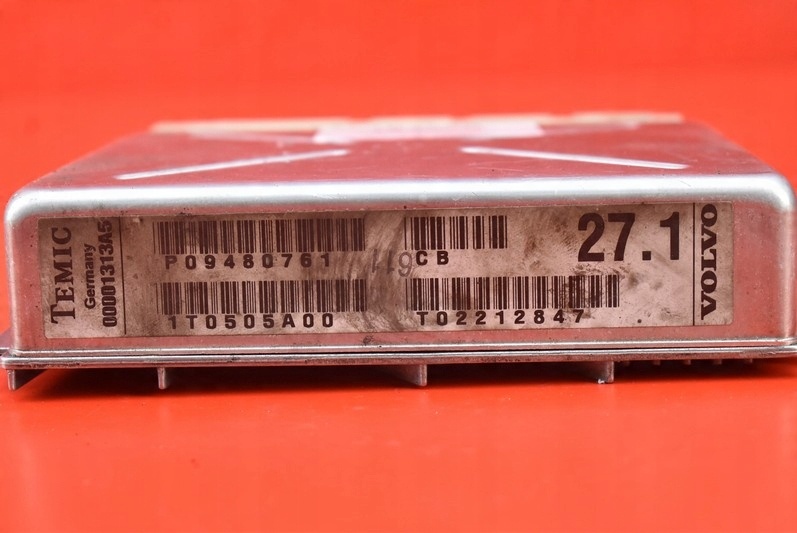 TEMIC
Germany
00001313A5
P09480761
CB
27.1
1T0505A00
T02212847
VOLVO